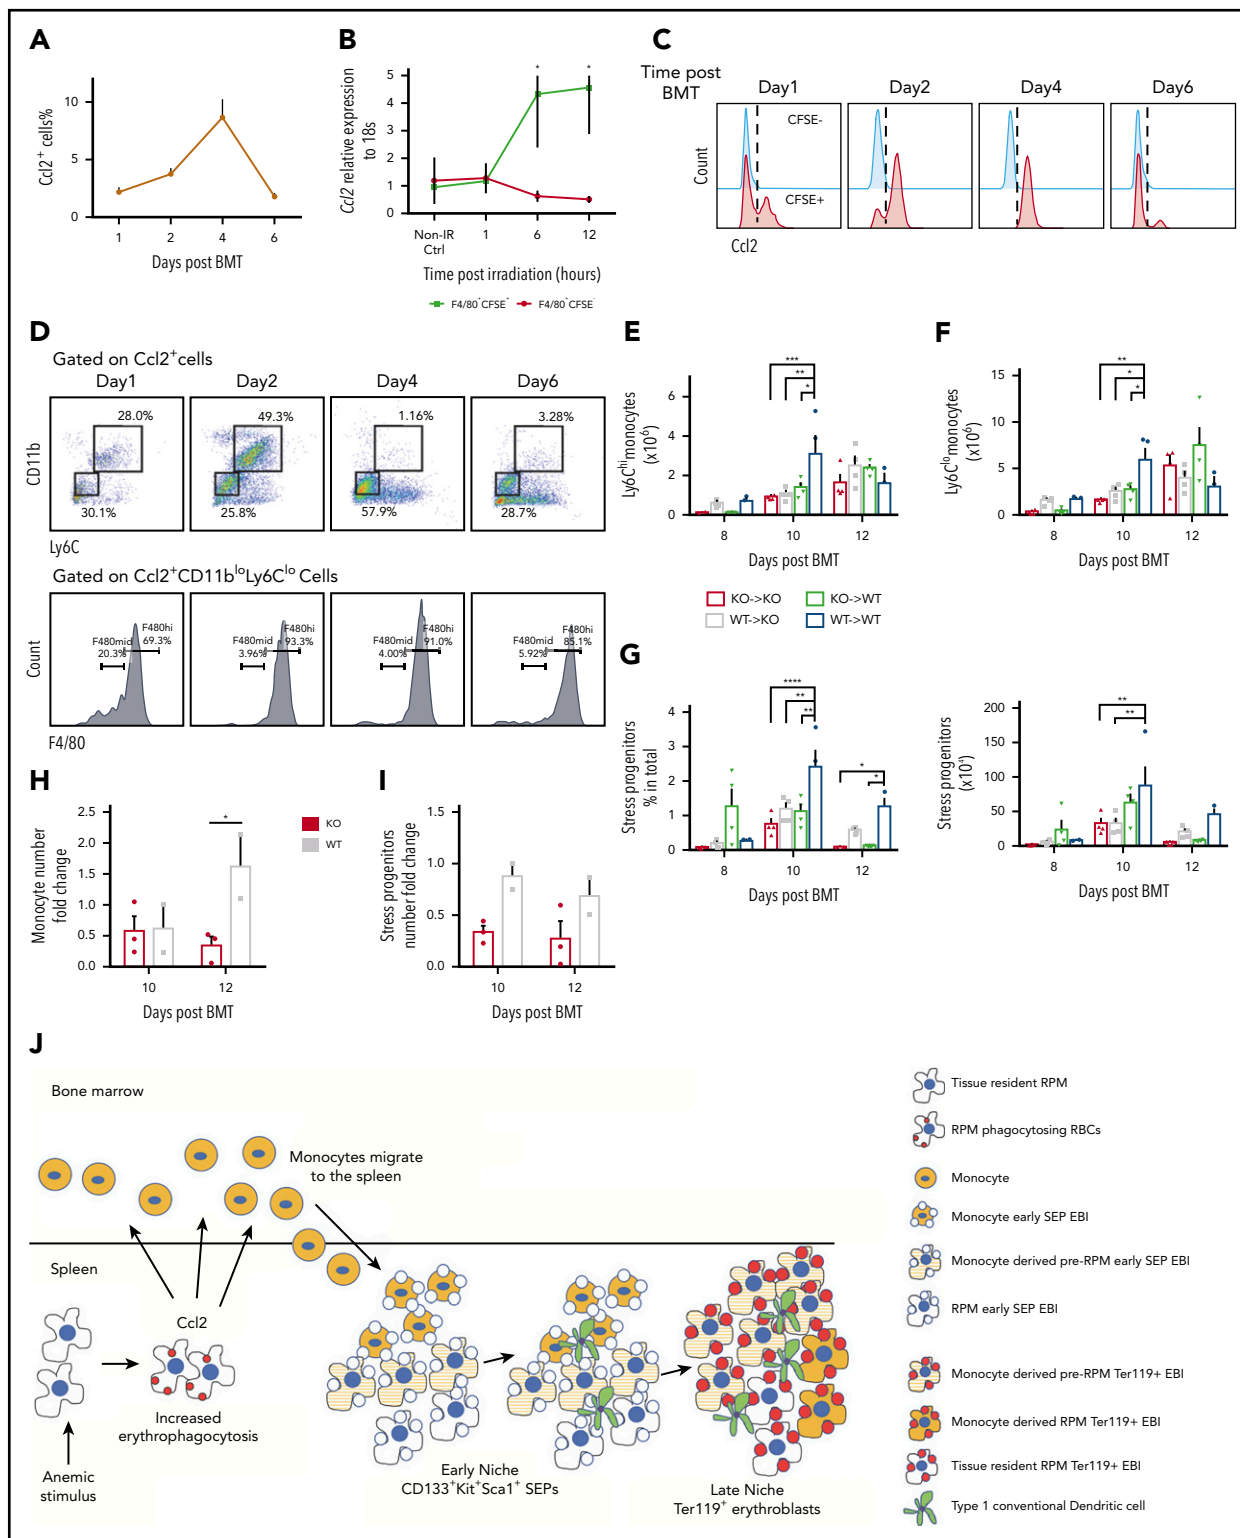 A
Ccl2+ cells%
10
5
0
1 2 4 6
Days post BMT
B
Ccl2 relative expression
to 18s
5
4
3
2
1
0
* *
Non-IR
Ctrl
1 6 12
Time post irradiation (hours)
F4/80+CFSE+ F4/80+CFSE-
C
Time post
BMT
Day1 Day2 Day4 Day6
Count
CFSE-
CFSE+
Ccl2
D
Gated on Ccl2+cells
Day1 Day2 Day4 Day6
28.0% 49.3% 1.16% 3.28%
CD11b
30.1% 25.8% 57.9% 28.7%
Ly6C
Gated on Ccl2+CD11bloLy6Clo Cells
Count
F480mid
20.3%
F480hi
69.3%
F480mid
3.96%
F480hi
93.3%
F480mid
4.00%
F480hi
91.0%
F480mid
5.92%
F480hi
85.1%
F4/80
E
Ly6Chi monocytes
(x10⁶)
6
4
2
0
***
**
*
8 10 12
Days post BMT
F
Ly6Clo monocytes
(x10⁶)
15
10
5
0
**
*
*
8 10 12
Days post BMT
KO->KO KO->WT
WT->KO WT->WT
G
Stress progenitors
% in total
4
3
2
1
0
****
**
**
*
*
8 10 12
Days post BMT
Stress progenitors
(x10⁴)
200
150
100
50
0
**
**
8 10 12
Days post BMT
H
Monocyte number
fold change
2.5
2.0
1.5
1.0
0.5
0.0
*
10 12
Days post BMT
KO
WT
I
Stress progenitors
number fold change
1.5
1.0
0.5
0.0
10 12
Days post BMT
J
Bone marrow
Monocytes migrate
to the spleen
Spleen
Ccl2
Increased
erythrophagocytosis
Anemic
stimulus
Early Niche
CD133+Kit+Sca1+ SEPs
Late Niche
Ter119+ erythroblasts
Tissue resident RPM
RPM phagocytosing RBCs
Monocyte
Monocyte early SEP EBI
Monocyte derived pre-RPM early SEP EBI
RPM early SEP EBI
Monocyte derived pre-RPM Ter119+ EBI
Monocyte derived RPM Ter119+ EBI
Tissue resident RPM Ter119+ EBI
Type 1 conventional Dendritic cell